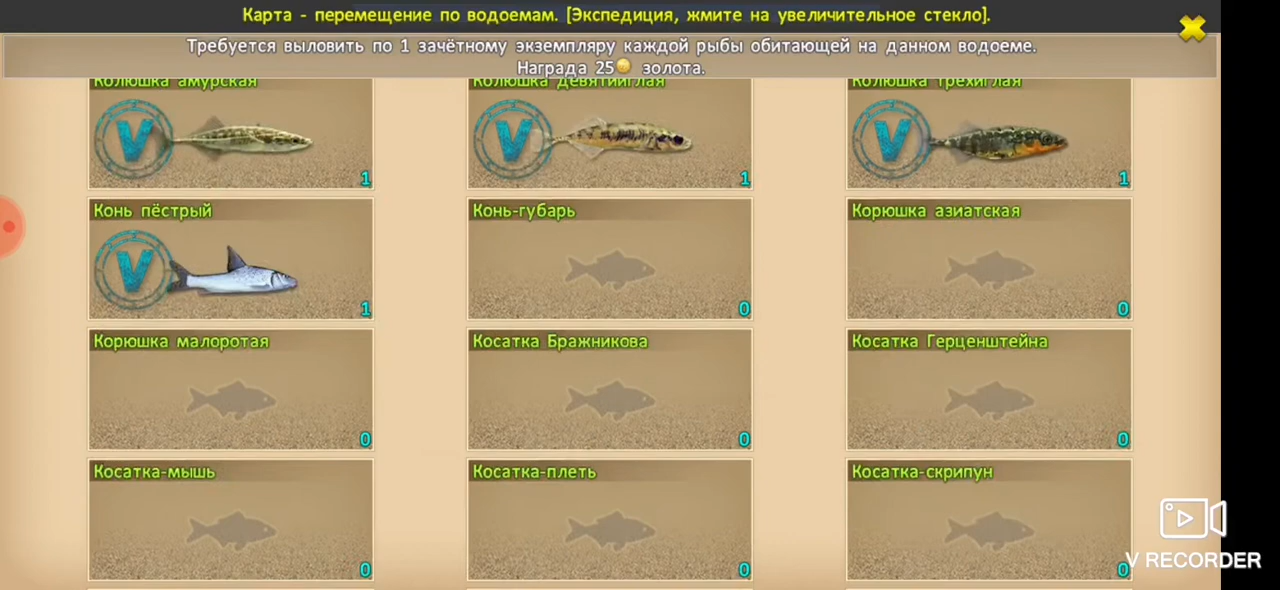 Карта - перемещение по водоемам. [Экспедиция, жмите на увеличительное стекло].
Требуется выловить по 1 зачётному экземпляру каждой рыбы обитающей на данном водоеме.
Награда 25 золота.
Колюшка амурская
Колюшка девятииглая
Колюшка трехиглая
V
V
V
1
1
1
Конь пёстрый
Конь-губарь
Корюшка азиатская
V
1
0
0
Корюшка малоротая
Косатка Бражникова
Косатка Герценштейна
0
0
0
Косатка-мышь
Косатка-плеть
Косатка-скрипун
0
0
0
V RECORDER